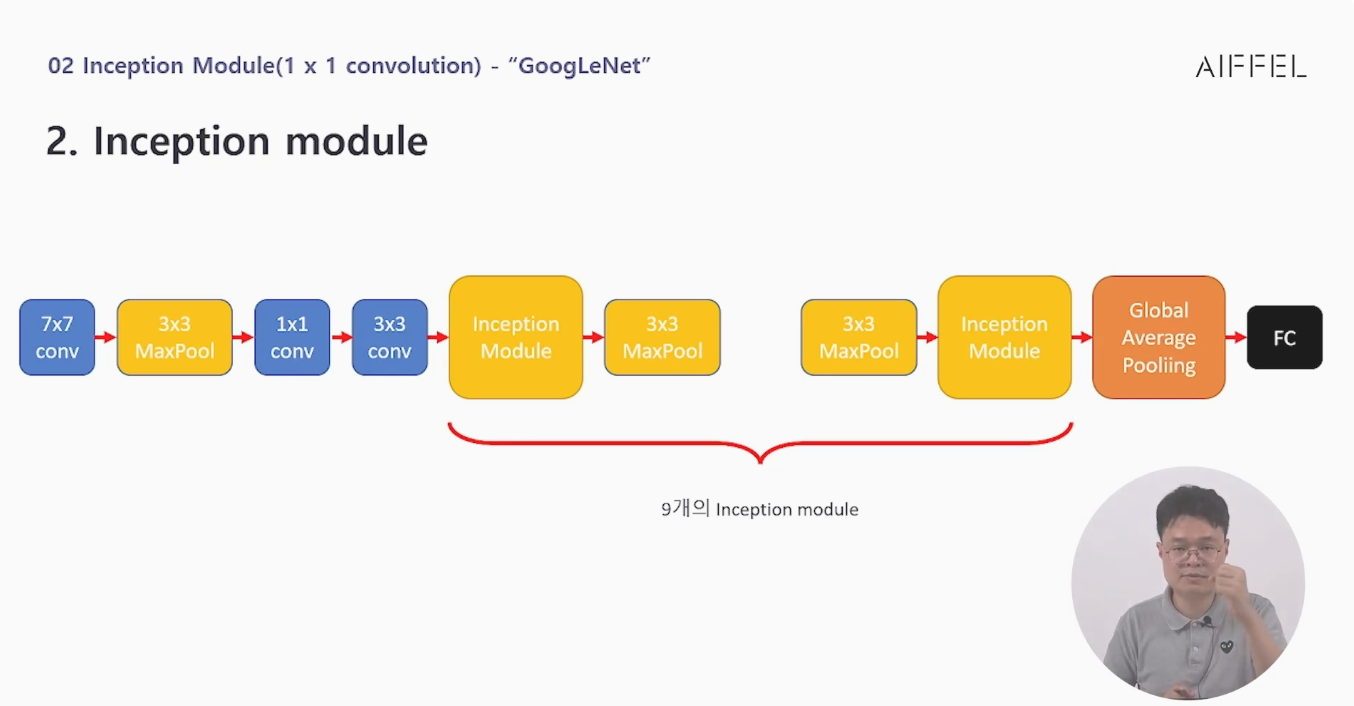 02 Inception Module(1 x 1 convolution) - “GoogLeNet”
AIFFEL
2. Inception module
7x7
conv
3x3
MaxPool
1x1
conv
3x3
conv
Inception
Module
3x3
MaxPool
3x3
MaxPool
Inception
Module
Global
Average
Pooliing
FC
9개의 Inception module